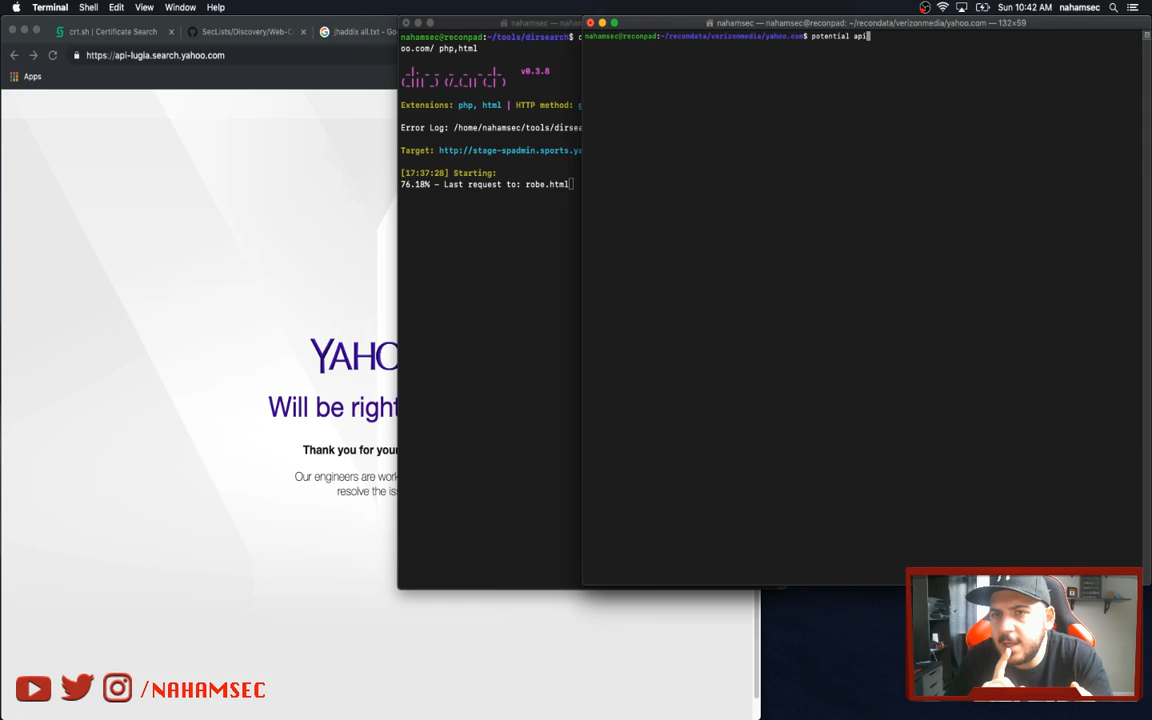 Terminal Shell Edit View Window Help
Sun 10:42 AM nahamsec
crt.sh | Certificate Search
SecLists/Discovery/Web-C
jhaddix all.txt - Go
https://api-lugia.search.yahoo.com
Apps
YAHO
Will be right
Thank you for your
Our engineers are work
resolve the iss
nahamsec — naham
nahamsec@reconpad:~/tools/dirsearch$
oo.com/ php,html
v0.3.8
Extensions: php, html | HTTP method: g
Error Log: /home/nahamsec/tools/dirsea
Target: http://stage-spadmin.sports.ya
[17:37:28] Starting:
76.18% - Last request to: robe.html
nahamsec — nahamsec@reconpad: ~/recondata/verizonmedia/yahoo.com — 132×59
nahamsec@reconpad:~/recondata/verizonmedia/yahoo.com$ potential api
/NAHAMSEC